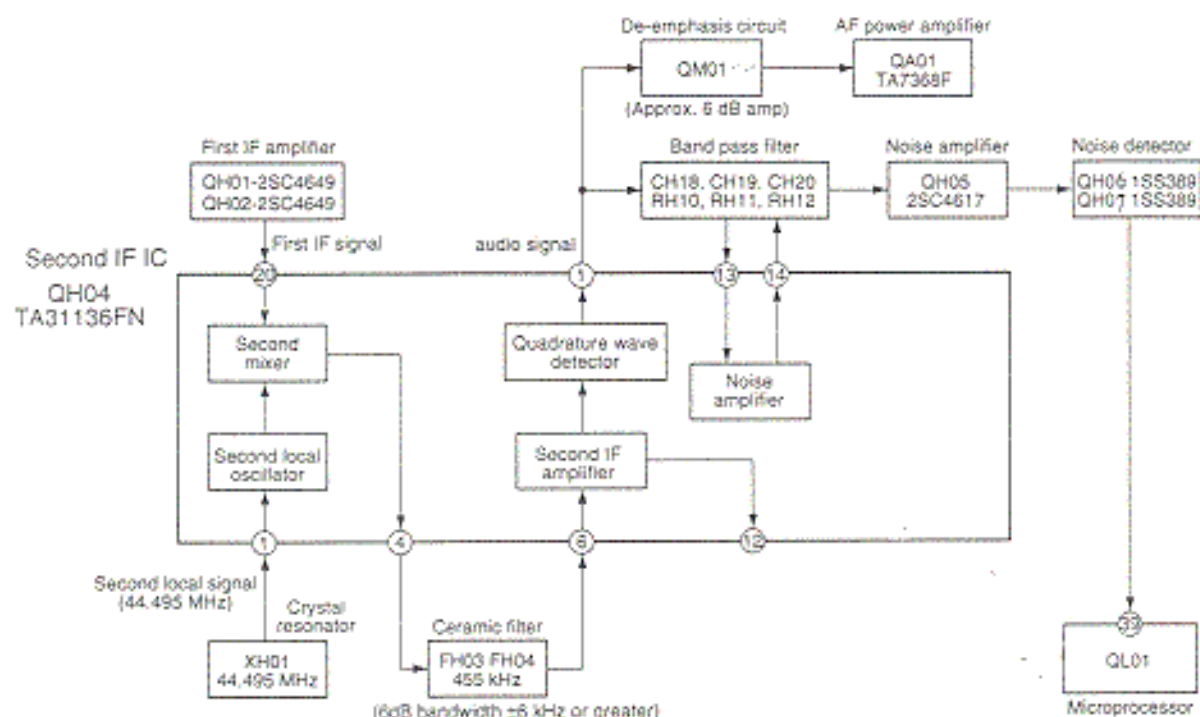 De-emphasis circuit
AF power amplifier
QM01
QA01
TA7368F
(Approx. 6 dB amp)
First IF amplifier
Band pass filter
Noise amplifier
Noise detector
QH01-2SC4649
QH02-2SC4649
CH18, CH19, CH20
RH10, RH11, RH12
QH05
2SC4617
QH06 1SS389
QH07 1SS389
First IF signal
audio signal
Second IF IC
QH04
TA31136FN
20
1
13
14
Second
mixer
Quadrature wave
detector
Noise
amplifier
Second local
oscillator
Second IF
amplifier
1
4
6
12
Second local signal
(44.495 MHz)
Crystal
resonator
Ceramic filter
XH01
44.495 MHz
FH03 FH04
455 kHz
(6dB bandwidth ±6 kHz or greater)
39
QL01
Microprocessor